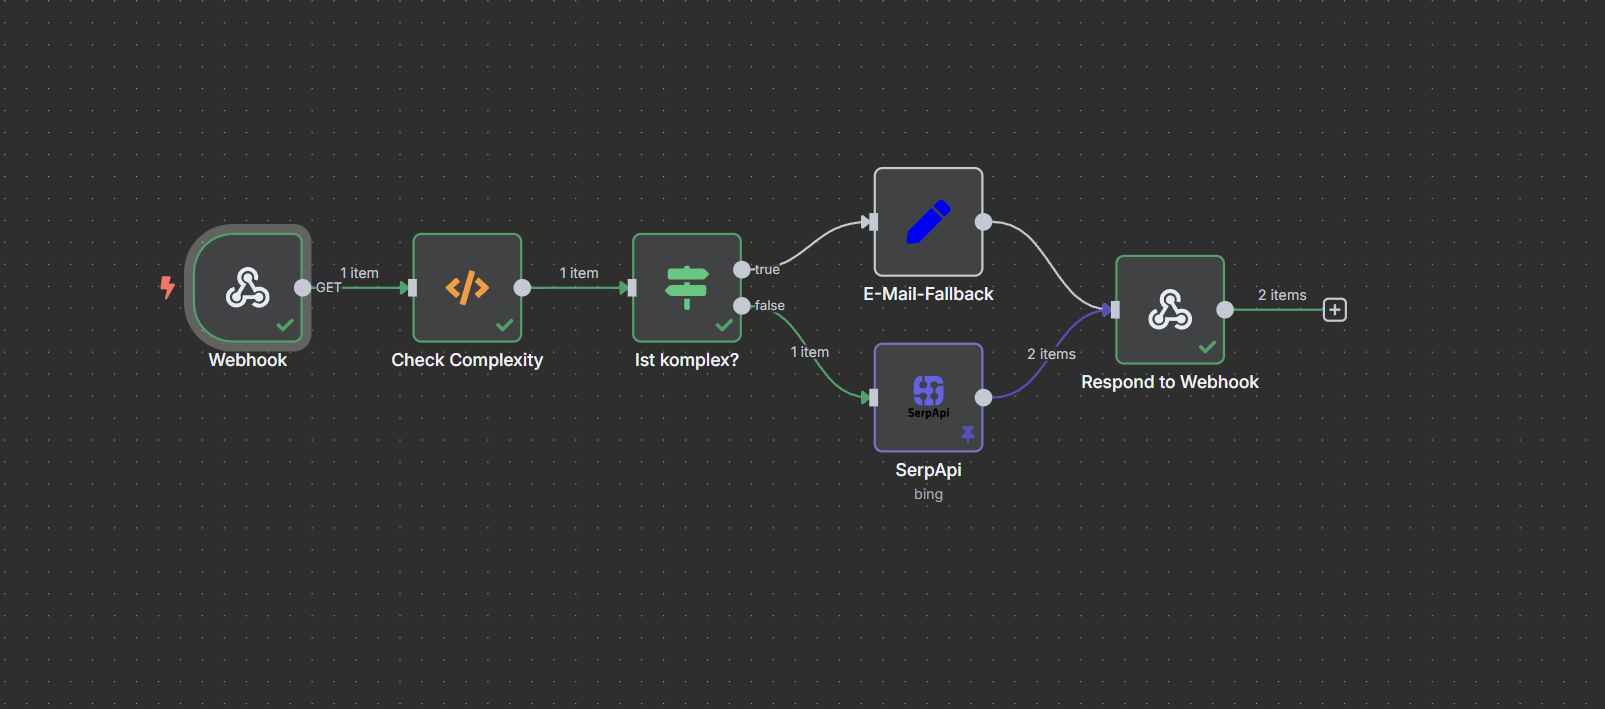 GET
1 item
Webhook
Check Complexity
1 item
Ist komplex?
true
false
1 item
E-Mail-Fallback
SerpApi
SerpApi
bing
2 items
Respond to Webhook
2 items